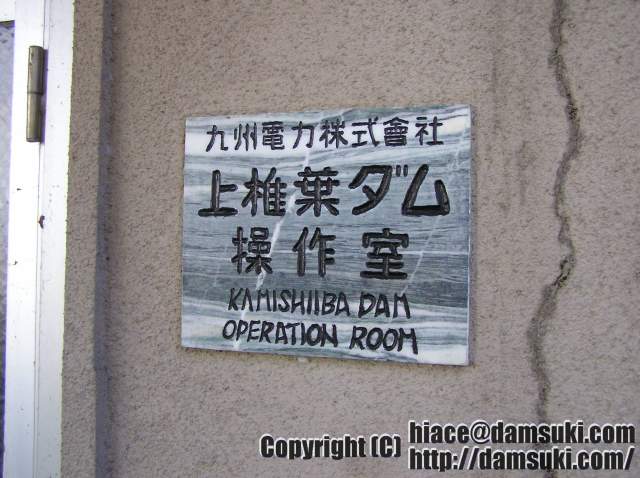 九州電力株式會社
上椎葉ダム
操作室
KAMISHIIBA DAM
OPERATION ROOM
Copyright (C) hiace@damsuki.com
http://damsuki.com/